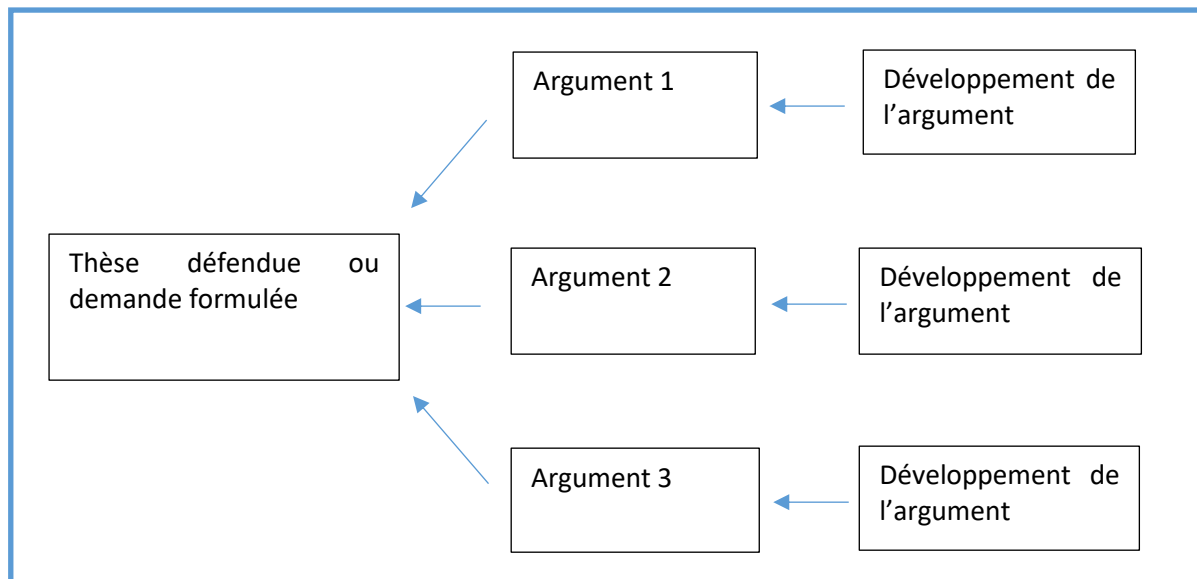 Argument 1
Développement de
l’argument
Thèse défendue ou
demande formulée
Argument 2
Développement de
l’argument
Argument 3
Développement de
l’argument